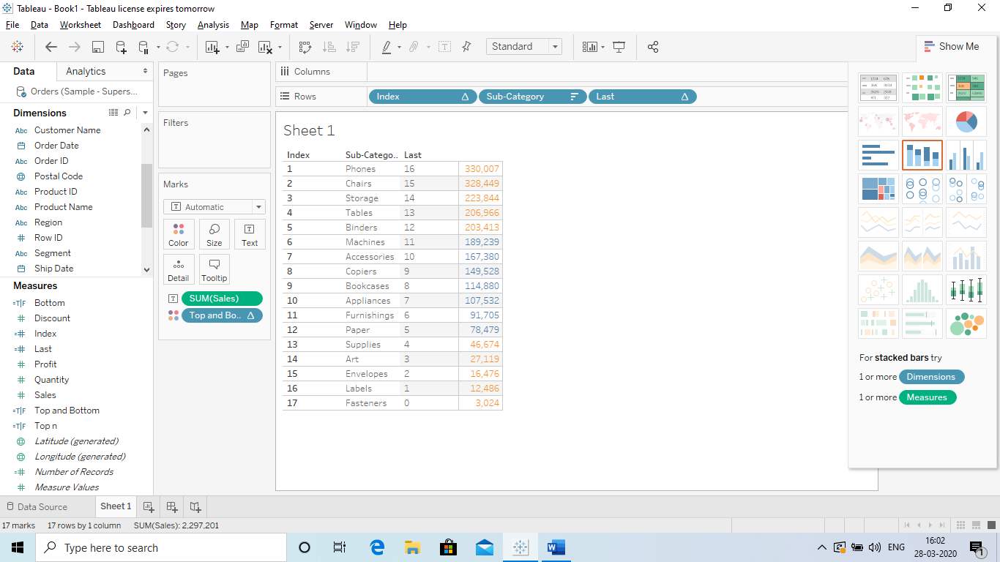 Tableau - Book1 - Tableau license expires tomorrow
File Data Worksheet Dashboard Story Analysis Map Format Server Window Help
Standard
Show Me
Data Analytics
Orders (Sample - Supers...
Dimensions
Abc Customer Name
Order Date
Abc Order ID
Postal Code
Abc Product ID
Abc Product Name
Abc Region
# Row ID
Abc Segment
Ship Date
Measures
=T|F Bottom
# Discount
=# Index
=# Last
# Profit
# Quantity
# Sales
=T|F Top and Bottom
=T|F Top n
Latitude (generated)
Longitude (generated)
=# Number of Records
# Measure Values
Pages
Filters
Marks
Automatic
Color Size Text
Detail Tooltip
SUM(Sales)
Top and Bo.. Δ
Columns
Rows Index Δ Sub-Category Last Δ
Sheet 1
Index Sub-Catego.. Last
1 Phones 16 330,007
2 Chairs 15 328,449
3 Storage 14 223,844
4 Tables 13 206,966
5 Binders 12 203,413
6 Machines 11 189,239
7 Accessories 10 167,380
8 Copiers 9 149,528
9 Bookcases 8 114,880
10 Appliances 7 107,532
11 Furnishings 6 91,705
12 Paper 5 78,479
13 Supplies 4 46,674
14 Art 3 27,119
15 Envelopes 2 16,476
16 Labels 1 12,486
17 Fasteners 0 3,024
For stacked bars try
1 or more Dimensions
1 or more Measures
Data Source Sheet 1
17 marks 17 rows by 1 column SUM(Sales): 2,297,201
Type here to search
ENG
16:02
28-03-2020
1